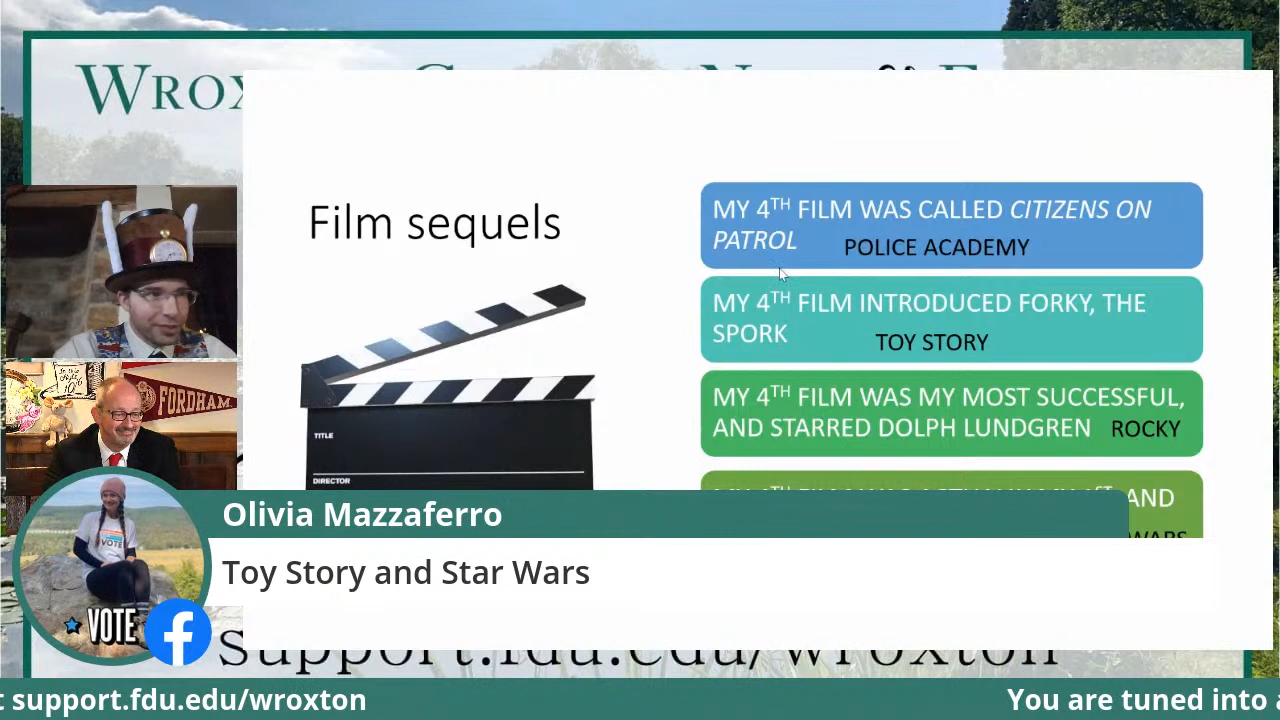 Film sequels
MY 4TH FILM WAS CALLED CITIZENS ON
PATROL POLICE ACADEMY
MY 4TH FILM INTRODUCED FORKY, THE
SPORK TOY STORY
MY 4TH FILM WAS MY MOST SUCCESSFUL,
AND STARRED DOLPH LUNDGREN ROCKY
AND
WARS
TITLE
DIRECTOR
FORDHAM
Olivia Mazzaferro
Toy Story and Star Wars
VOTE
VOTE
support.fdu.edu/wroxton
t support.fdu.edu/wroxton You are tuned into a